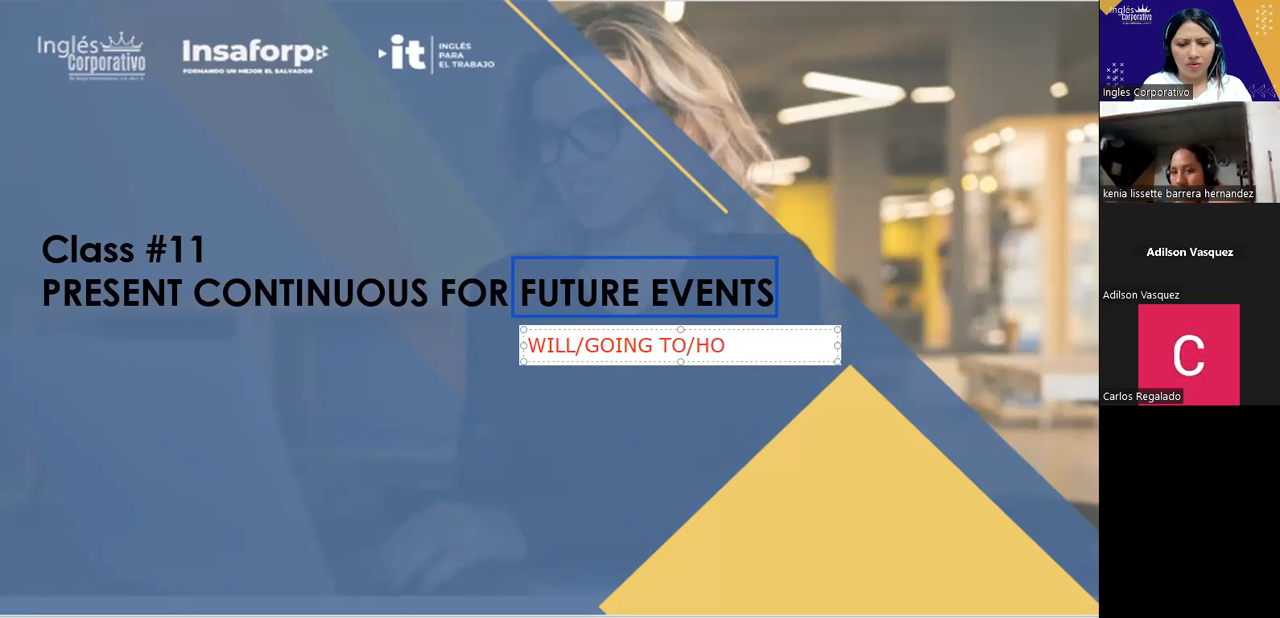 Inglés
Corporativo
Insaforp
FORMANDO UN MEJOR EL SALVADOR
it
INGLÉS
PARA
EL TRABAJO
Class #11
PRESENT CONTINUOUS FOR FUTURE EVENTS
WILL/GOING TO/HO
Inglés
Corporativo
Ingles Corporativo
kenia lissette barrera hernandez
Adilson Vasquez
Adilson Vasquez
C
Carlos Regalado